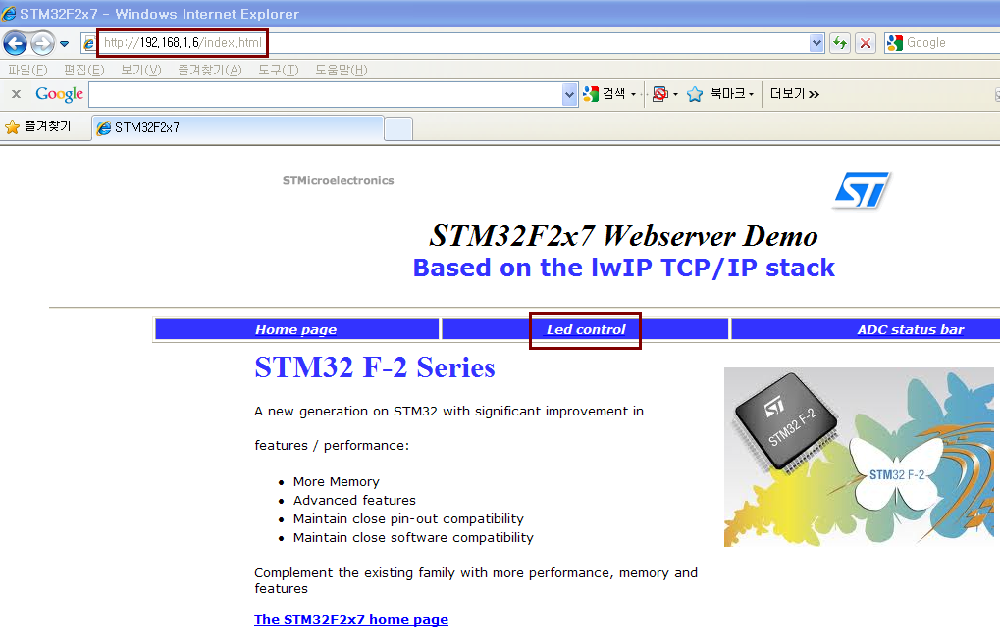 STM32F2x7 - Windows Internet Explorer
http://192.168.1.6/index.html
Google
파일(F) 편집(E) 보기(V) 즐겨찾기(A) 도구(T) 도움말(H)
x Google 검색 북마크 더보기 »
즐겨찾기 STM32F2x7
STMicroelectronics
ST
STM32F2x7 Webserver Demo
Based on the lwIP TCP/IP stack
Home page Led control ADC status bar
STM32 F-2 Series
A new generation on STM32 with significant improvement in
features / performance:
• More Memory
• Advanced features
• Maintain close pin-out compatibility
• Maintain close software compatibility
ST
STM32 F-2
STM32 F-2
Complement the existing family with more performance, memory and
features
The STM32F2x7 home page